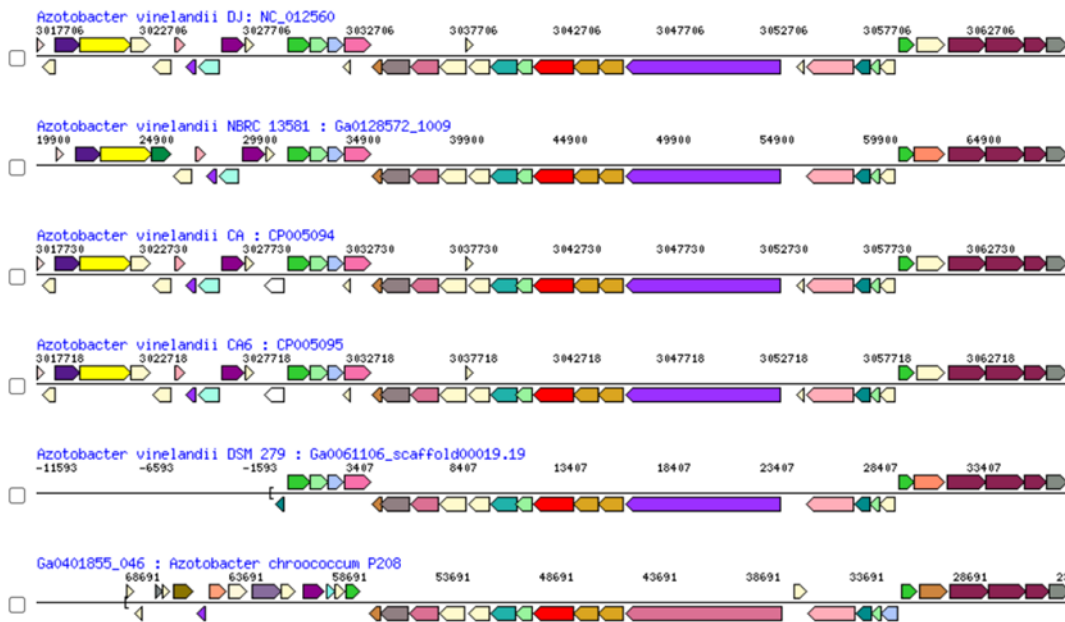 Azotobacter vinelandii DJ: NC_012560
3017706 3022706 3027706 3032706 3037706 3042706 3047706 3052706 3057706 3062706
Azotobacter vinelandii NBRC 13581 : Ga0128572_1009
19900 24900 29900 34900 39900 44900 49900 54900 59900 64900
Azotobacter vinelandii CA : CP005094
3017730 3022730 3027730 3032730 3037730 3042730 3047730 3052730 3057730 3062730
Azotobacter vinelandii CA6 : CP005095
3017718 3022718 3027718 3032718 3037718 3042718 3047718 3052718 3057718 3062718
Azotobacter vinelandii DSM 279 : Ga0061106_scaffold00019.19
-11593 -6593 -1593 3407 8407 13407 18407 23407 28407 33407
Ga0401855_046 : Azotobacter chroococcum P208
68691 63691 58691 53691 48691 43691 38691 33691 28691